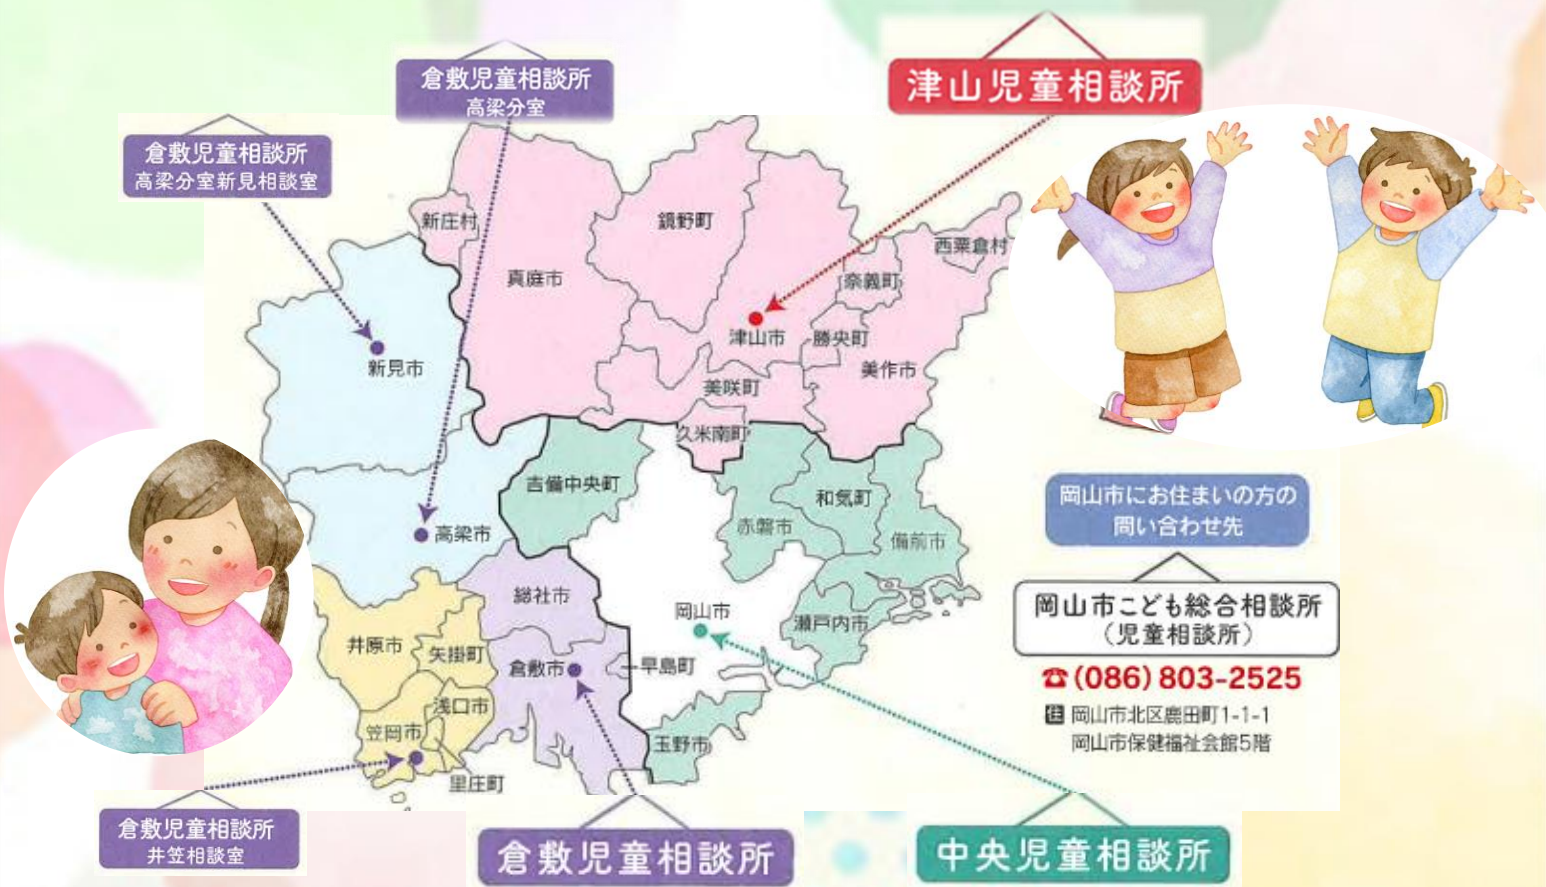 倉敷児童相談所
高梁分室
津山児童相談所
倉敷児童相談所
高梁分室新見相談室
新庄村
鏡野町
西粟倉村
真庭市
奈義町
津山市
勝央町
新見市
美作市
美咲町
久米南町
吉備中央町
和気町
赤磐市
備前市
高梁市
岡山市にお住まいの方の
問い合わせ先
総社市
岡山市
瀬戸内市
岡山市こども総合相談所
（児童相談所）
井原市
矢掛町
倉敷市
早島町
☎(086)803-2525
浅口市
住 岡山市北区鹿田町1-1-1
岡山市保健福祉会館5階
笠岡市
玉野市
里庄町
倉敷児童相談所
井笠相談室
倉敷児童相談所
中央児童相談所